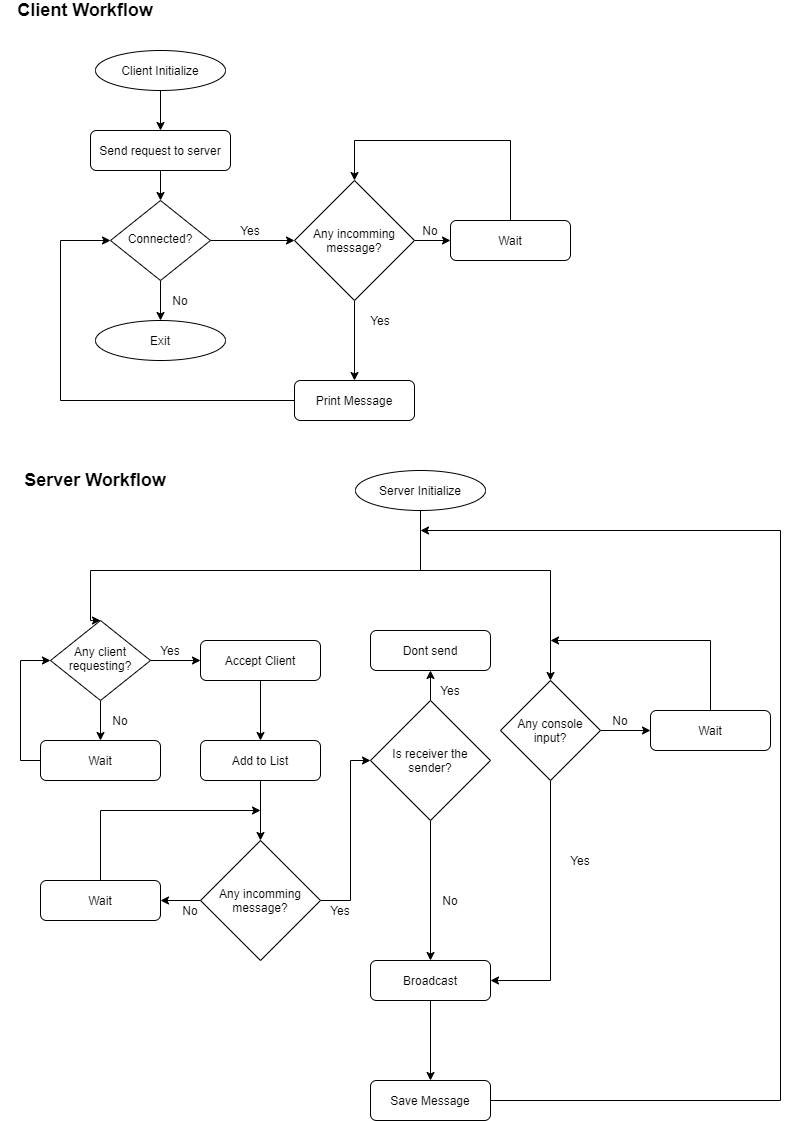 Client Workflow
Client Initialize
Send request to server
Connected?
Yes
Any incomming
message?
No
Wait
No
Yes
Exit
Print Message
Server Workflow
Server Initialize
Any client
requesting?
Yes
Accept Client
Dont send
Yes
No
Any console
input?
No
Wait
Wait
Add to List
Is receiver the
sender?
Yes
Wait
No
Any incomming
message?
Yes
No
Broadcast
Save Message